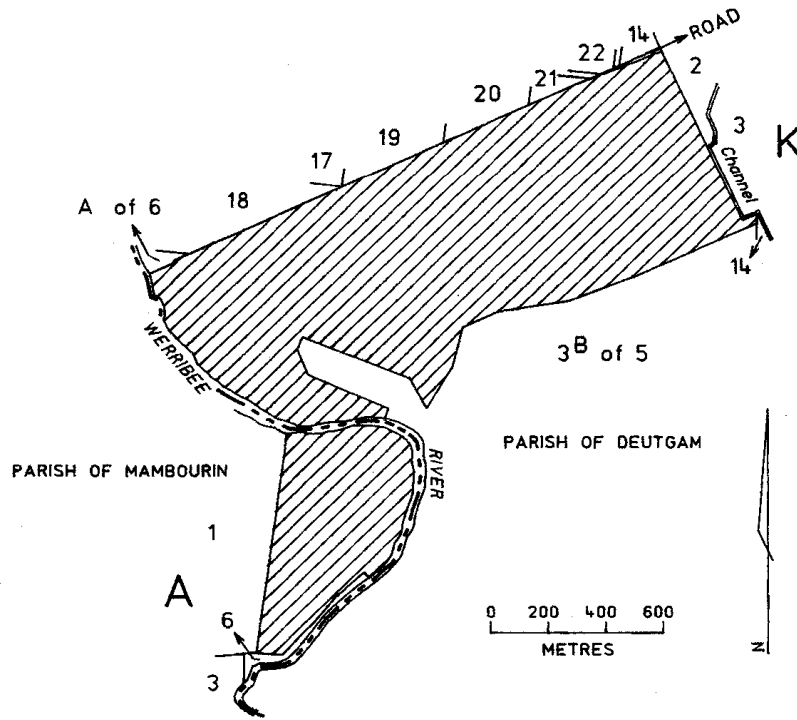 14
ROAD
22
2
21
20
3
K
19
Channel
17
18
A of 6
14
WERRIBEE
3B of 5
PARISH OF DEUTGAM
RIVER
PARISH OF MAMBOURIN
1
A
6
0 200 400 600
METRES
3
N